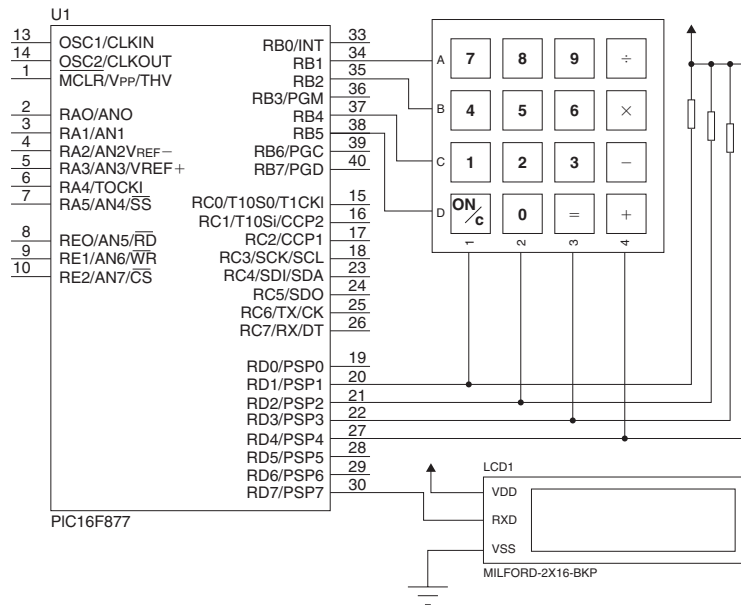 U1
13 OSC1/CLKIN
14 OSC2/CLKOUT
1 MCLR/VPP/THV
2 RAO/ANO
3 RA1/AN1
4 RA2/AN2VREF−
5 RA3/AN3/VREF+
6 RA4/TOCKI
7 RA5/AN4/SS
8 REO/AN5/RD
9 RE1/AN6/WR
10 RE2/AN7/CS
RB0/INT 33
RB1 34
RB2 35
RB3/PGM 36
RB4 37
RB5 38
RB6/PGC 39
RB7/PGD 40
RC0/T10S0/T1CKI 15
RC1/T10Si/CCP2 16
RC2/CCP1 17
RC3/SCK/SCL 18
RC4/SDI/SDA 23
RC5/SDO 24
RC6/TX/CK 25
RC7/RX/DT 26
RD0/PSP0 19
RD1/PSP1 20
RD2/PSP2 21
RD3/PSP3 22
RD4/PSP4 27
RD5/PSP5 28
RD6/PSP6 29
RD7/PSP7 30
PIC16F877
A 7 8 9 ÷
B 4 5 6 ×
C 1 2 3 −
D ON/c 0 = +
1 2 3 4
LCD1
VDD
RXD
VSS
MILFORD-2X16-BKP